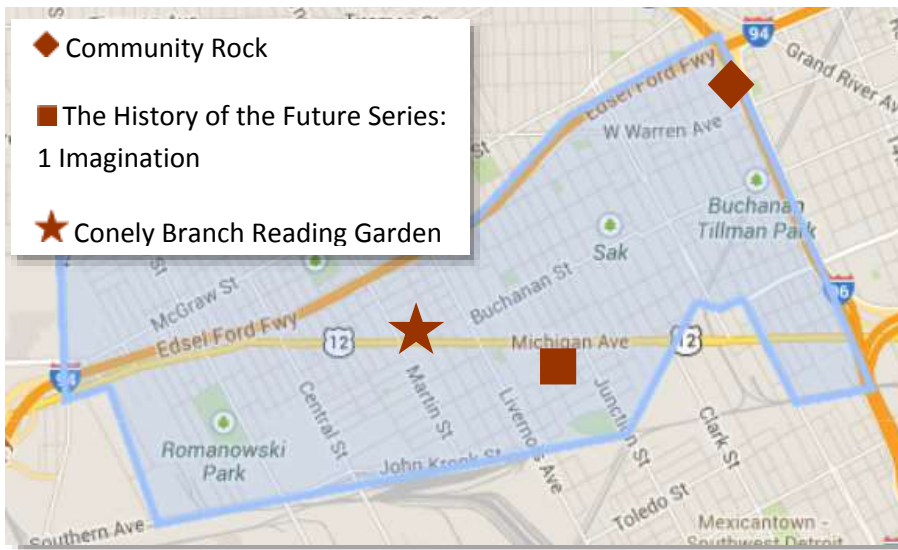 Community Rock
The History of the Future Series:
1 Imagination
Conely Branch Reading Garden
94
Grand River Av
Edsel Ford Fwy
W Warren Ave
St
Buchanan
Tillman Park
Sak
St
McGraw St
Buchanan St
Edsel Ford Fwy
12
Michigan Ave
12
96
94
Central St
Martin St
Livernois Ave
Junction St
Clark St
Romanowski
Park
John Kronk St
Toledo St
Southern Ave
Mexicantown -
Southwest Detroit